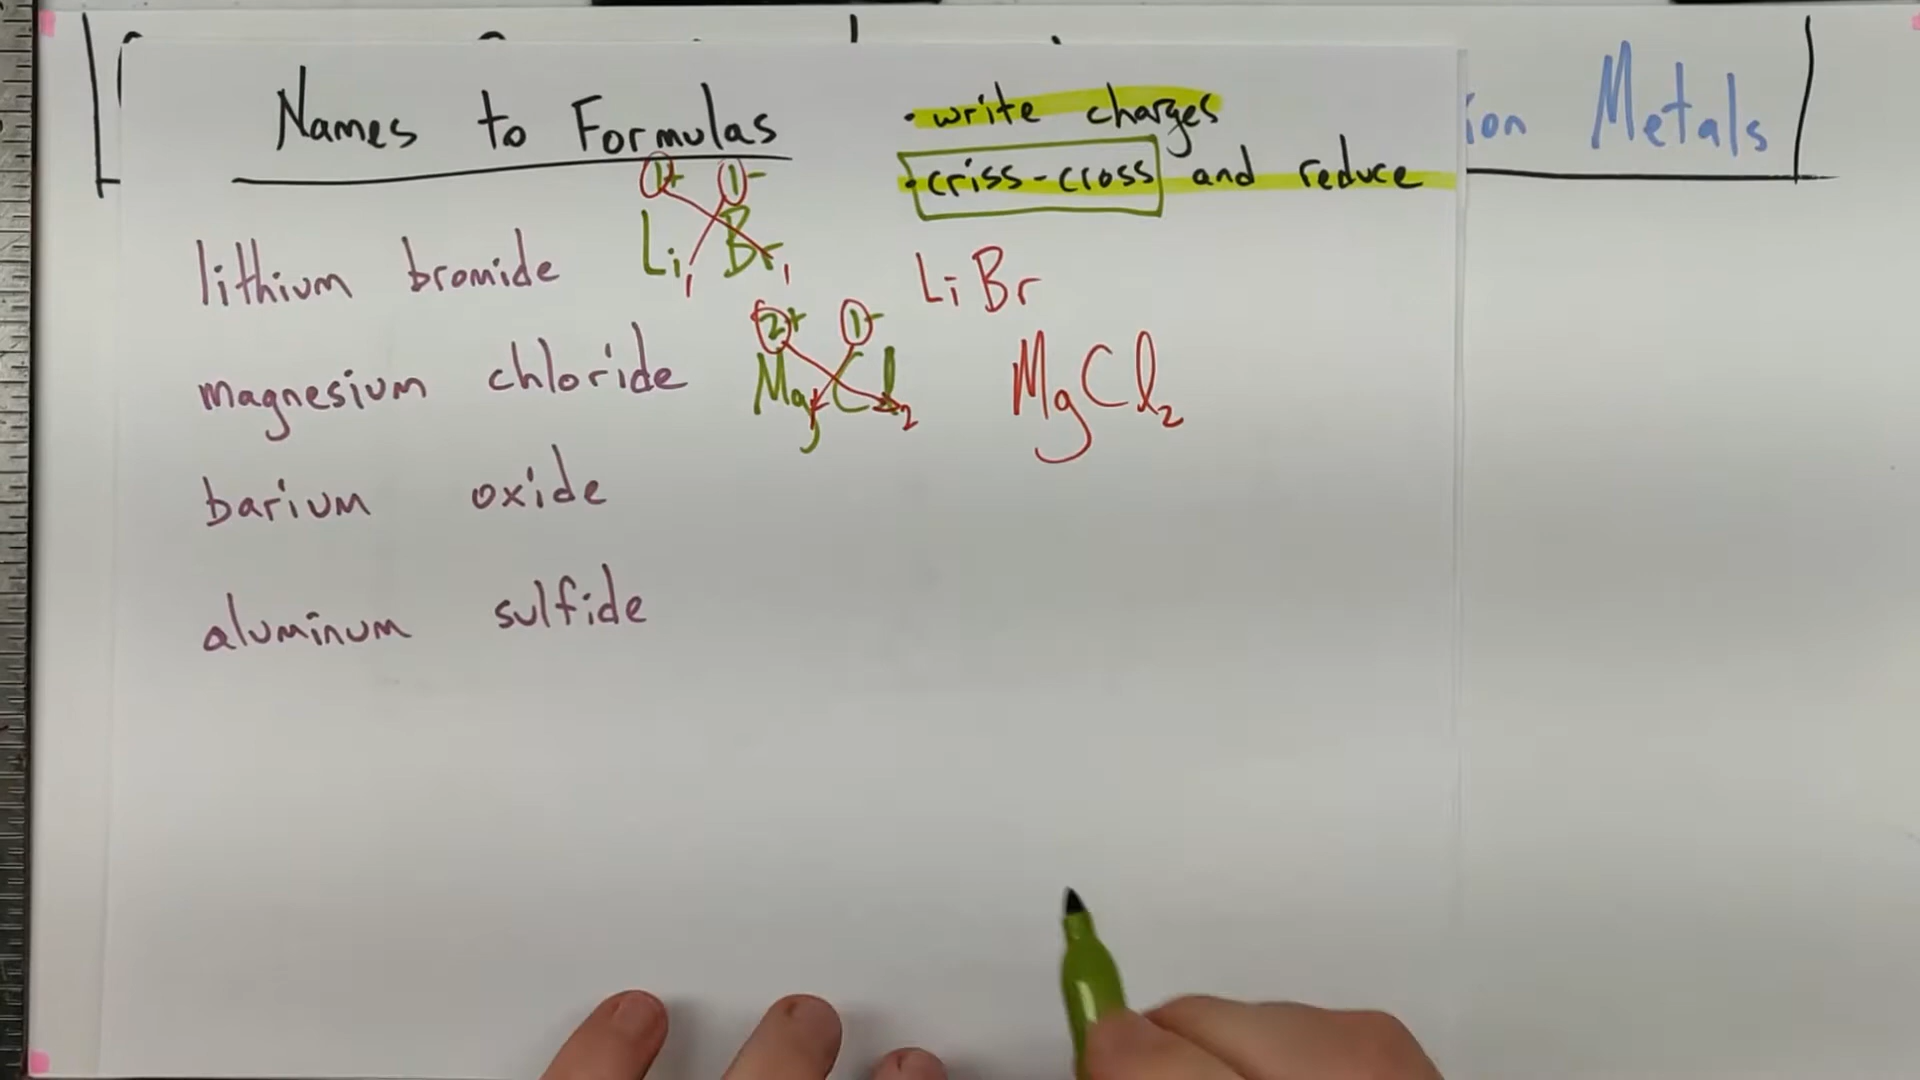 Names to Formulas
• write charges
• criss-cross and reduce
ion Metals
1+ 1-
lithium bromide Li1 Br1 LiBr
2+ 1-
magnesium chloride Mg Cl2 MgCl2
barium oxide
aluminum sulfide